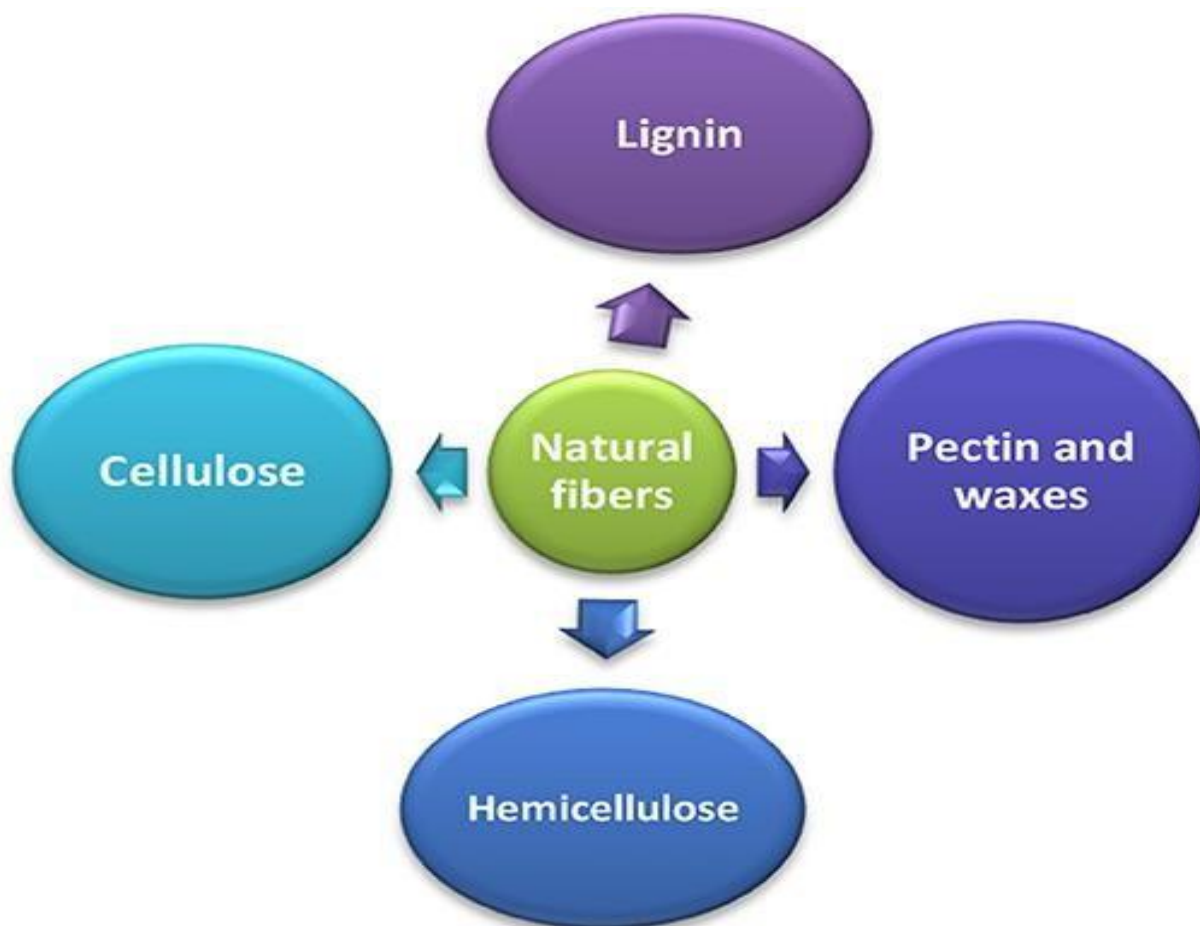 Lignin
Cellulose
Natural
fibers
Pectin and
waxes
Hemicellulose